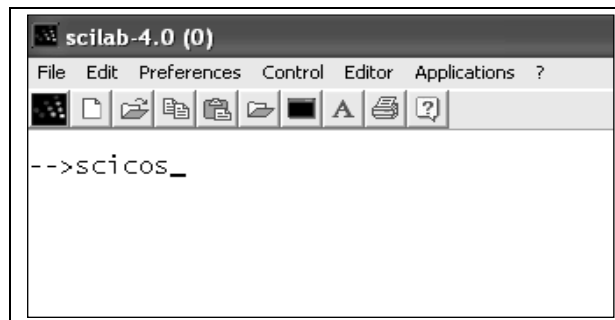 scilab-4.0 (0)
File Edit Preferences Control Editor Applications ?
A ?
-->scicos_